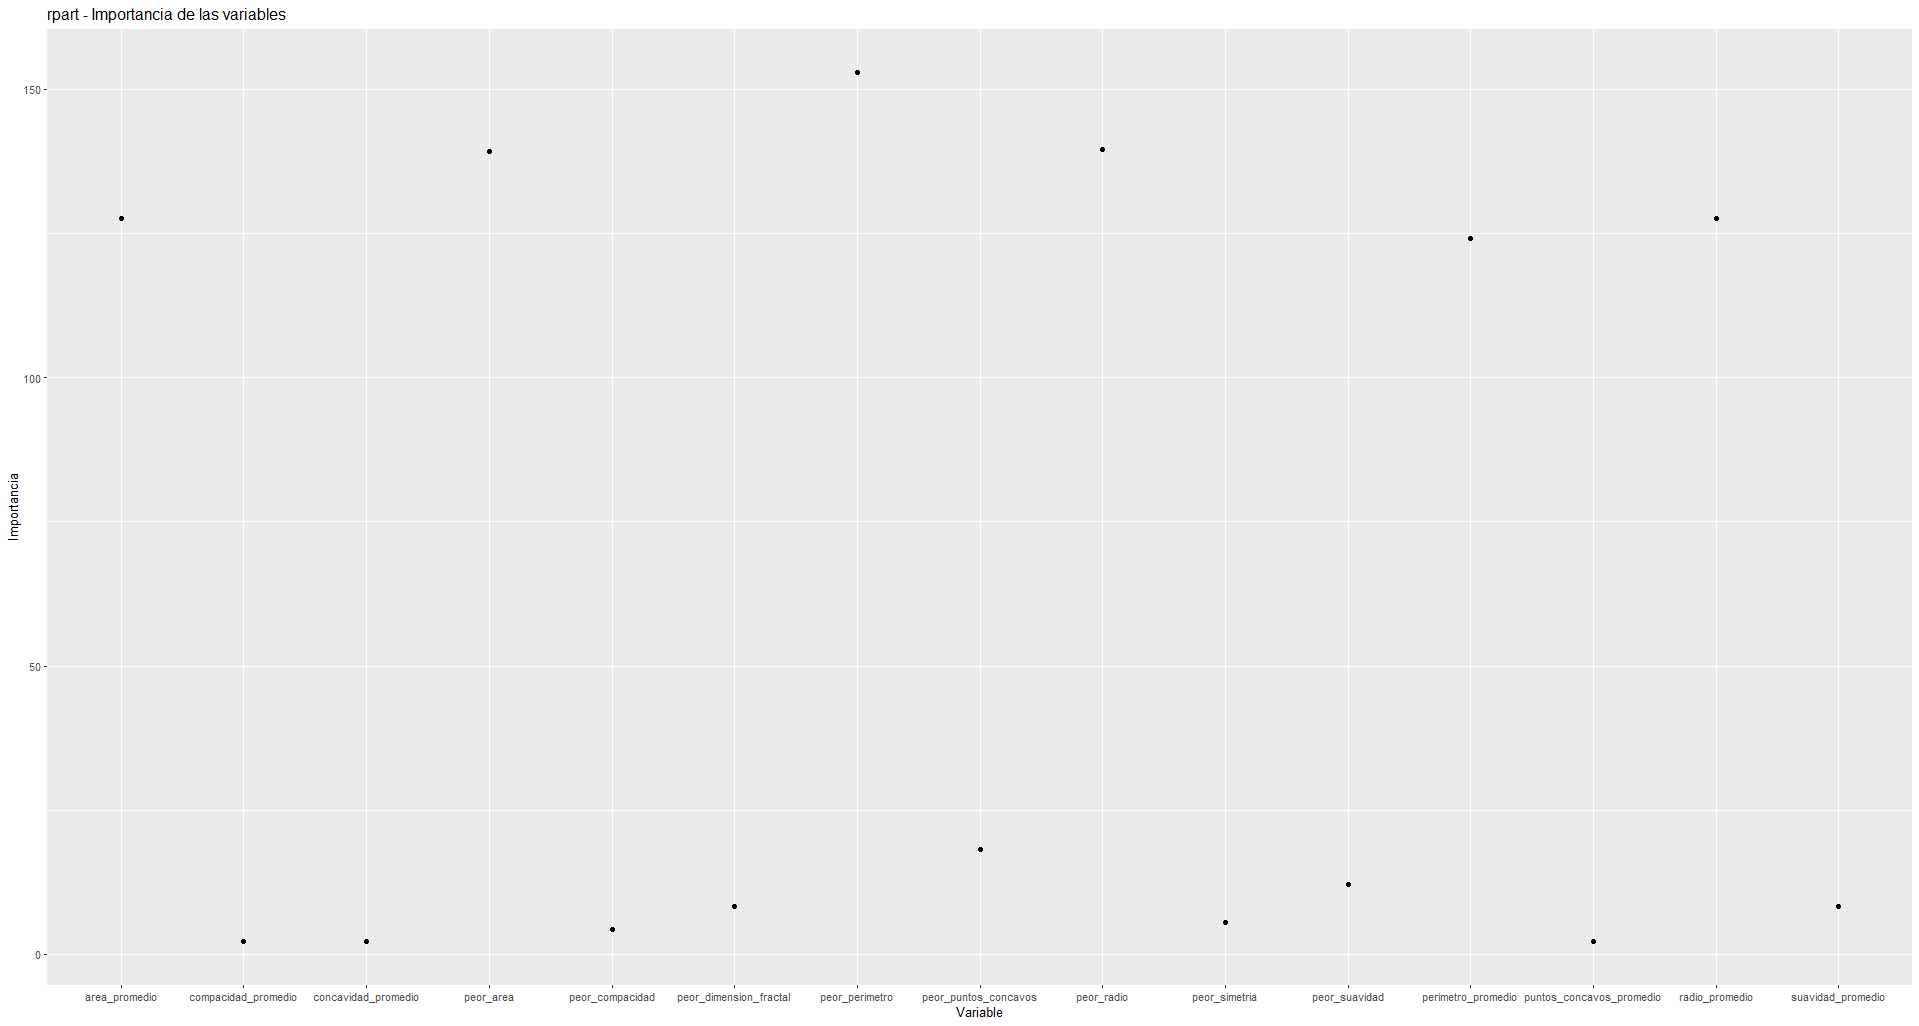 rpart - Importancia de las variables
150
100
50
0
Importancia
area_promedio compacidad_promedio concavidad_promedio peor_area peor_compacidad peor_dimension_fractal peor_perimetro peor_puntos_concavos peor_radio peor_simetria peor_suavidad perimetro_promedio puntos_concavos_promedio radio_promedio suavidad_promedio
Variable